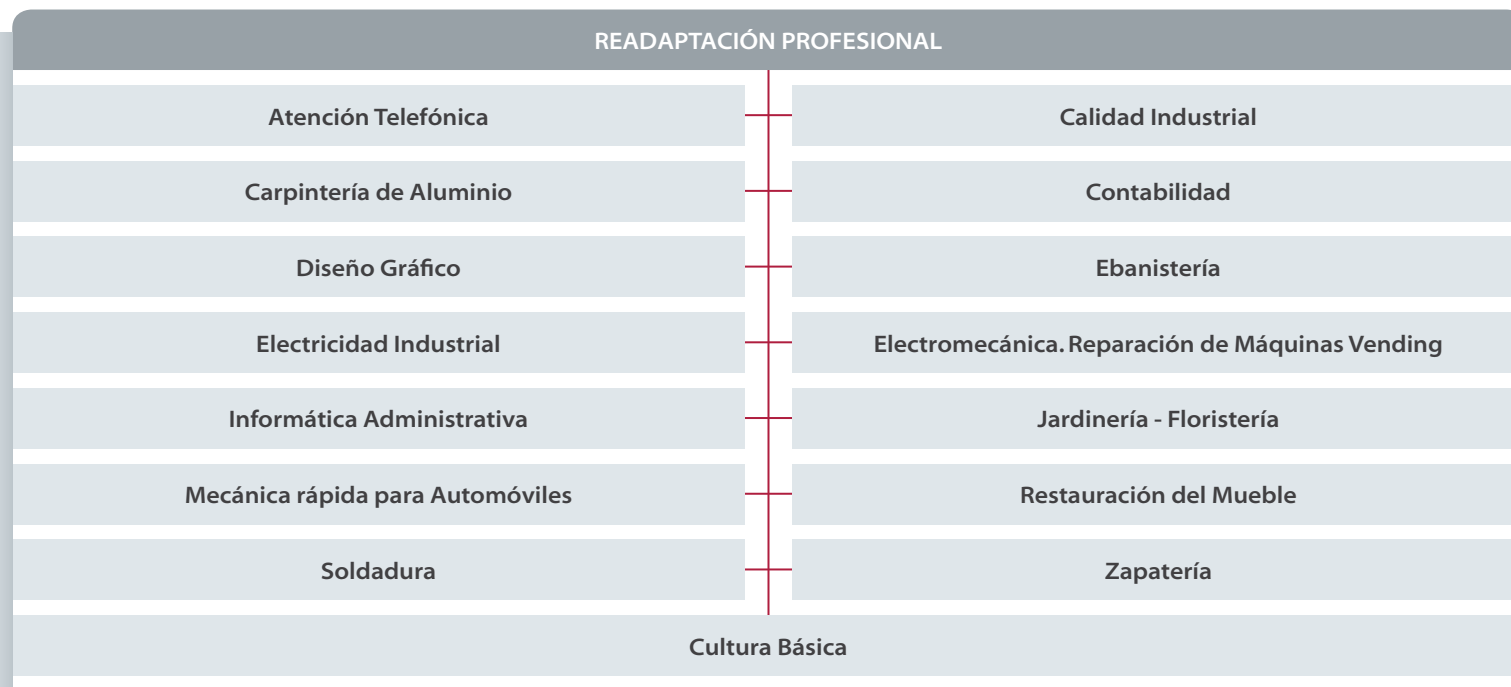 READAPTACIÓN PROFESIONAL
Atención Telefónica
Calidad Industrial
Carpintería de Aluminio
Contabilidad
Diseño Gráfico
Ebanistería
Electricidad Industrial
Electromecánica. Reparación de Máquinas Vending
Informática Administrativa
Jardinería - Floristería
Mecánica rápida para Automóviles
Restauración del Mueble
Soldadura
Zapatería
Cultura Básica